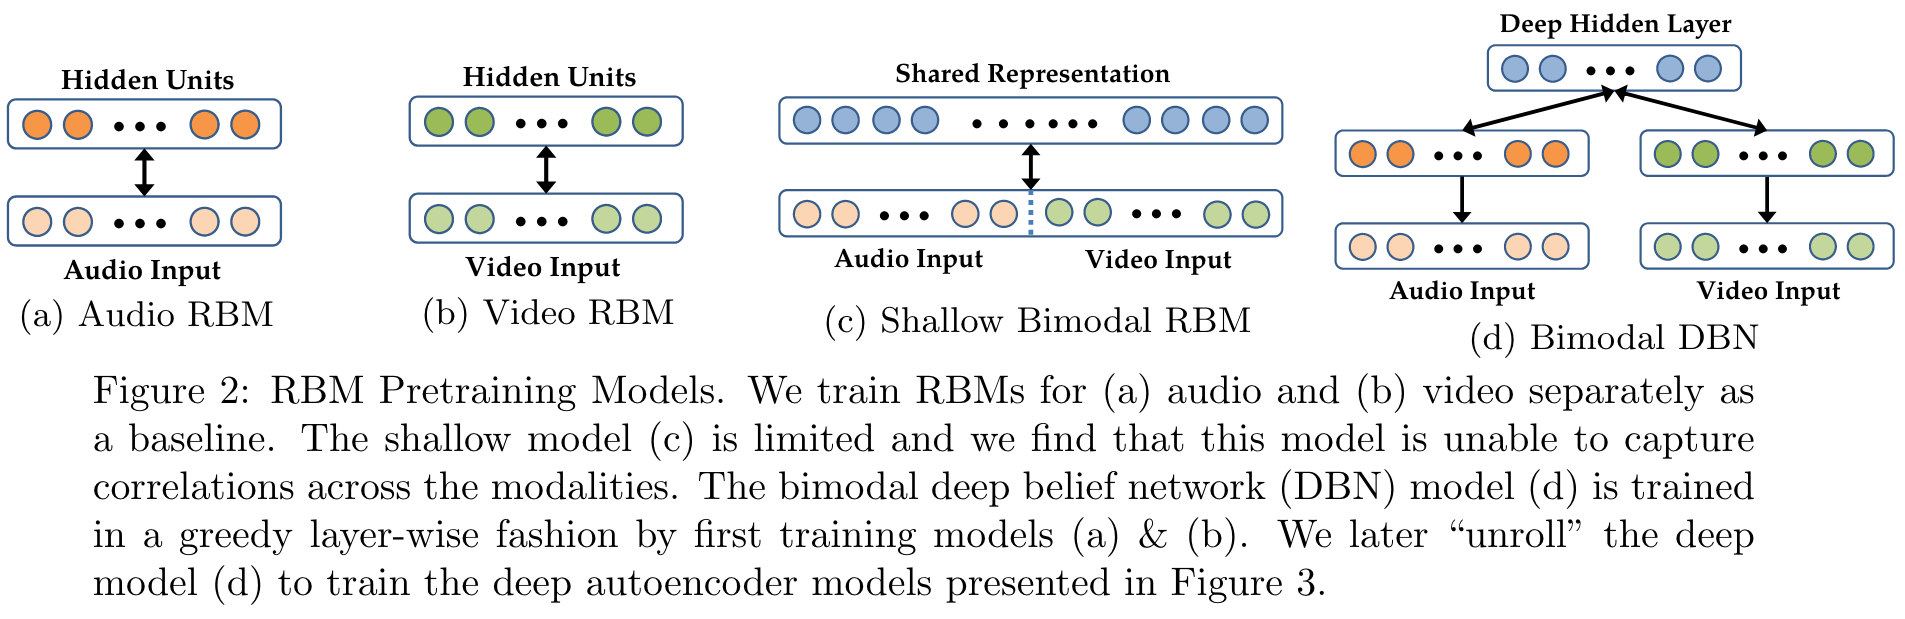 Hidden Units
Audio Input
(a) Audio RBM
Hidden Units
Video Input
(b) Video RBM
Shared Representation
Audio Input
Video Input
(c) Shallow Bimodal RBM
Deep Hidden Layer
Audio Input
Video Input
(d) Bimodal DBN
Figure 2: RBM Pretraining Models. We train RBMs for (a) audio and (b) video separately as
a baseline. The shallow model (c) is limited and we find that this model is unable to capture
correlations across the modalities. The bimodal deep belief network (DBN) model (d) is trained
in a greedy layer-wise fashion by first training models (a) & (b). We later “unroll” the deep
model (d) to train the deep autoencoder models presented in Figure 3.